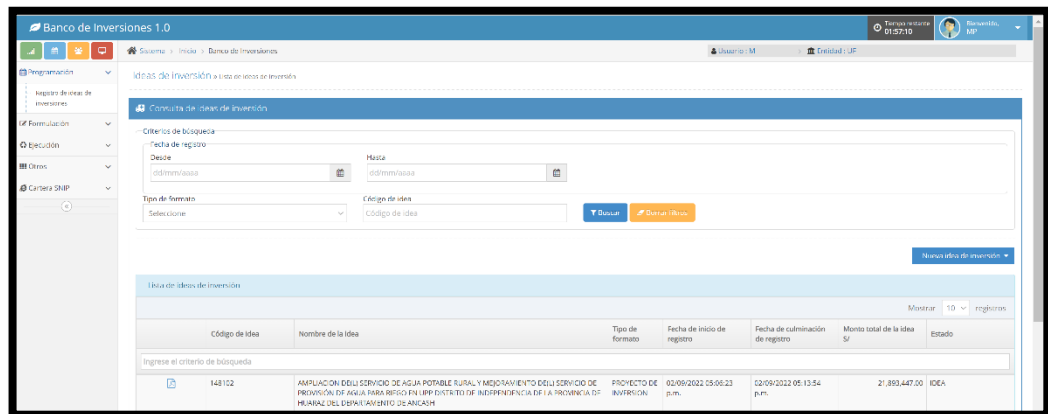 Banco de Inversiones 1.0
Tiempo restante
01:57:10
Bienvenido,
MP
Sistema > Inicio > Banco de Inversiones
Usuario : M
> Entidad : UF
Programación
Registro de ideas de
inversiones
Formulación
Ejecución
Otros
Cartera SNIP
Ideas de inversión » Lista de ideas de inversión
Consulta de ideas de inversión
Criterios de búsqueda
Fecha de registro
Desde Hasta
dd/mm/aaaa dd/mm/aaaa
Tipo de formato Código de idea
Seleccione Código de idea Buscar Borrar filtros
Nueva idea de inversión
Lista de ideas de inversión
Mostrar 10 registros
Código de idea Nombre de la idea Tipo de formato Fecha de inicio de registro Fecha de culminación de registro Monto total de la idea S/ Estado
Ingrese el criterio de búsqueda
148102 AMPLIACION DE(L) SERVICIO DE AGUA POTABLE RURAL Y MEJORAMIENTO DE(L) SERVICIO DE PROYECTO DE 02/09/2022 05:06:23 02/09/2022 05:13:54 21,893,447.00 IDEA
PROVISIÓN DE AGUA PARA RIEGO EN UPP DISTRITO DE INDEPENDENCIA DE LA PROVINCIA DE INVERSION p.m. p.m.
HUARAZ DEL DEPARTAMENTO DE ANCASH